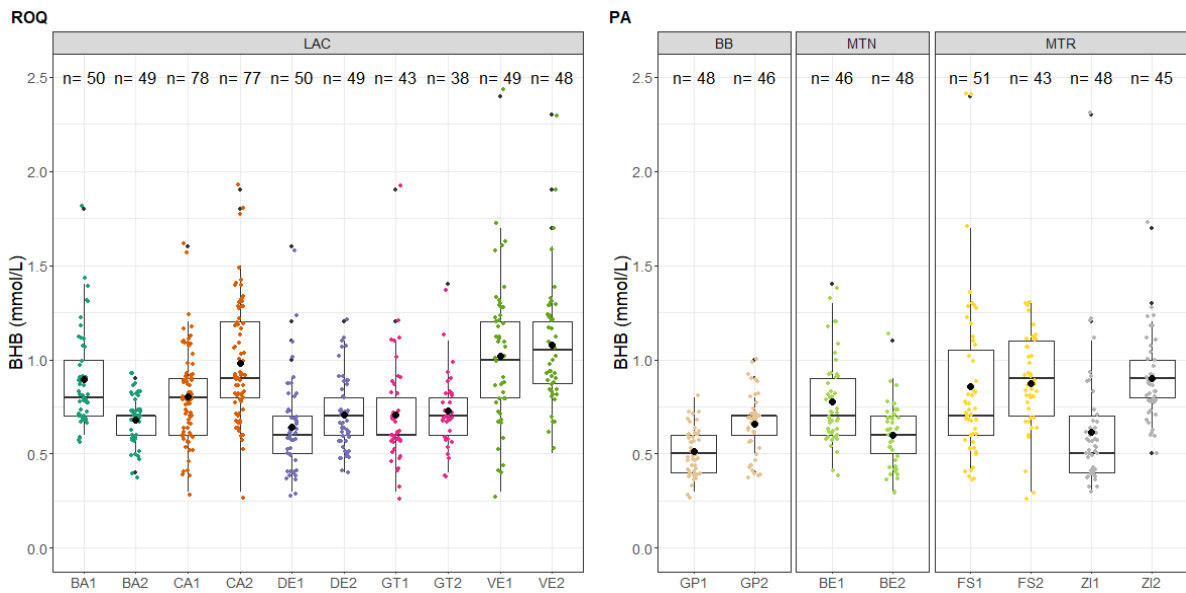 ROQ PA
LAC BB MTN MTR
n= 50 n= 49 n= 78 n= 77 n= 50 n= 49 n= 43 n= 38 n= 49 n= 48 n= 48 n= 46 n= 46 n= 48 n= 51 n= 43 n= 48 n= 45
2.5 2.5
2.0 2.0
1.5 1.5
BHB (mmol/L) BHB (mmol/L)
1.0 1.0
0.5 0.5
0.0 0.0
BA1 BA2 CA1 CA2 DE1 DE2 GT1 GT2 VE1 VE2 GP1 GP2 BE1 BE2 FS1 FS2 ZI1 ZI2